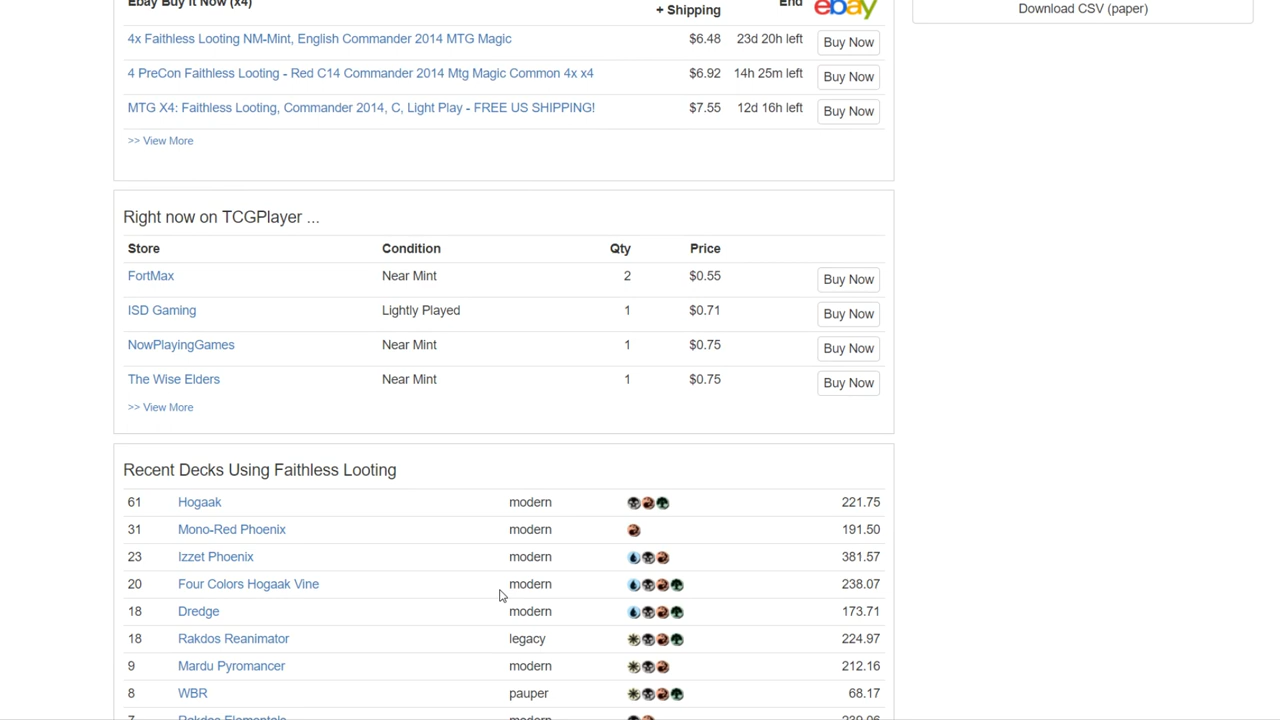 Ebay Buy It Now (x4) + Shipping End ebay
Download CSV (paper)
4x Faithless Looting NM-Mint, English Commander 2014 MTG Magic $6.48 23d 20h left Buy Now
4 PreCon Faithless Looting - Red C14 Commander 2014 Mtg Magic Common 4x x4 $6.92 14h 25m left Buy Now
MTG X4: Faithless Looting, Commander 2014, C, Light Play - FREE US SHIPPING! $7.55 12d 16h left Buy Now
>> View More
Right now on TCGPlayer ...
Store Condition Qty Price
FortMax Near Mint 2 $0.55 Buy Now
ISD Gaming Lightly Played 1 $0.71 Buy Now
NowPlayingGames Near Mint 1 $0.75 Buy Now
The Wise Elders Near Mint 1 $0.75 Buy Now
>> View More
Recent Decks Using Faithless Looting
61 Hogaak modern 221.75
31 Mono-Red Phoenix modern 191.50
23 Izzet Phoenix modern 381.57
20 Four Colors Hogaak Vine modern 238.07
18 Dredge modern 173.71
18 Rakdos Reanimator legacy 224.97
9 Mardu Pyromancer modern 212.16
8 WBR pauper 68.17
7 Rakdos Elementals modern